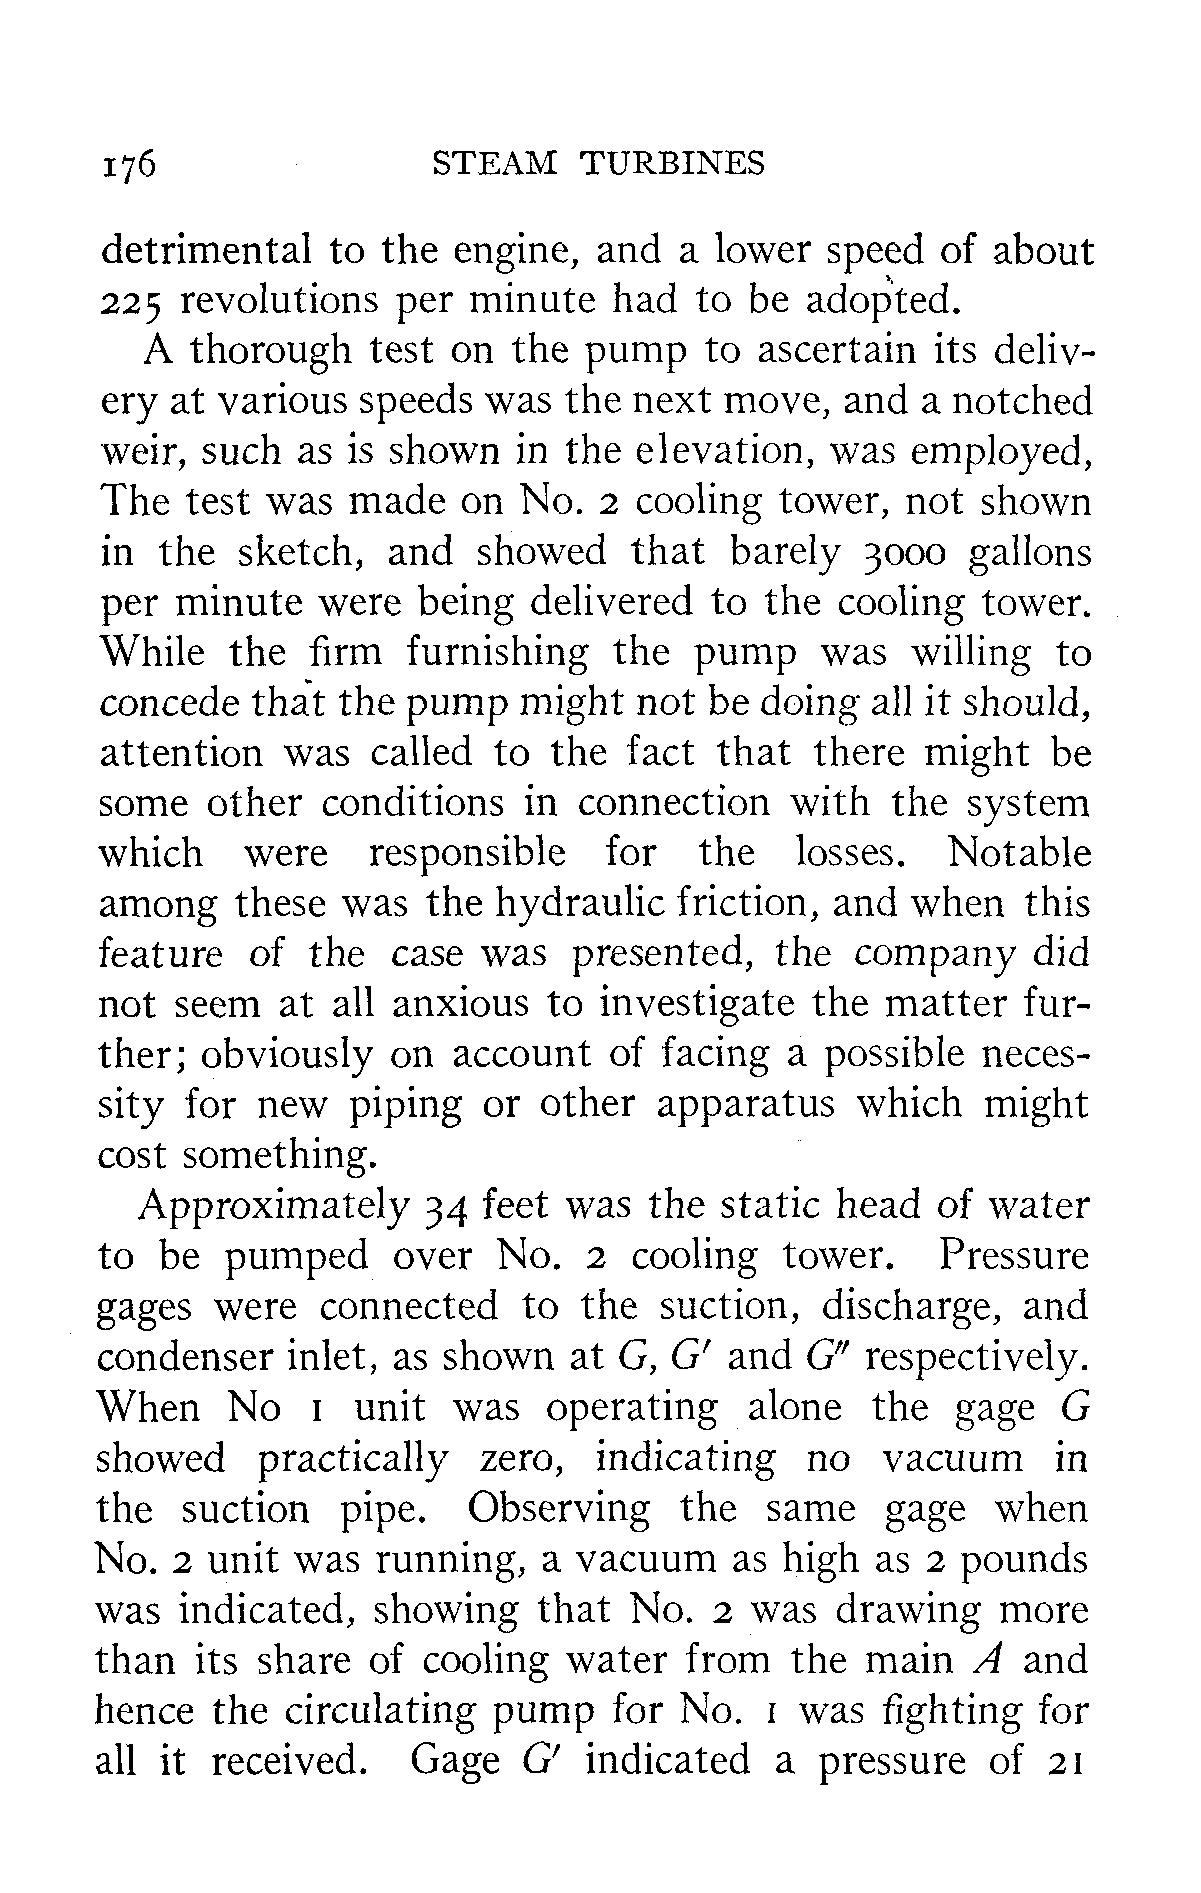 176 STEAM TURBINES
detrimental to the engine, and a lower speed of about
225 revolutions per minute had to be adopted.
A thorough test on the pump to ascertain its deliv-
ery at various speeds was the next move, and a notched
weir, such as is shown in the elevation, was employed,
The test was made on No. 2 cooling tower, not shown
in the sketch, and showed that barely 3000 gallons
per minute were being delivered to the cooling tower.
While the firm furnishing the pump was willing to
concede that the pump might not be doing all it should,
attention was called to the fact that there might be
some other conditions in connection with the system
which were responsible for the losses. Notable
among these was the hydraulic friction, and when this
feature of the case was presented, the company did
not seem at all anxious to investigate the matter fur-
ther; obviously on account of facing a possible neces-
sity for new piping or other apparatus which might
cost something.
Approximately 34 feet was the static head of water
to be pumped over No. 2 cooling tower. Pressure
gages were connected to the suction, discharge, and
condenser inlet, as shown at G, G′ and G″ respectively.
When No 1 unit was operating alone the gage G
showed practically zero, indicating no vacuum in
the suction pipe. Observing the same gage when
No. 2 unit was running, a vacuum as high as 2 pounds
was indicated, showing that No. 2 was drawing more
than its share of cooling water from the main A and
hence the circulating pump for No. 1 was fighting for
all it received. Gage G′ indicated a pressure of 21